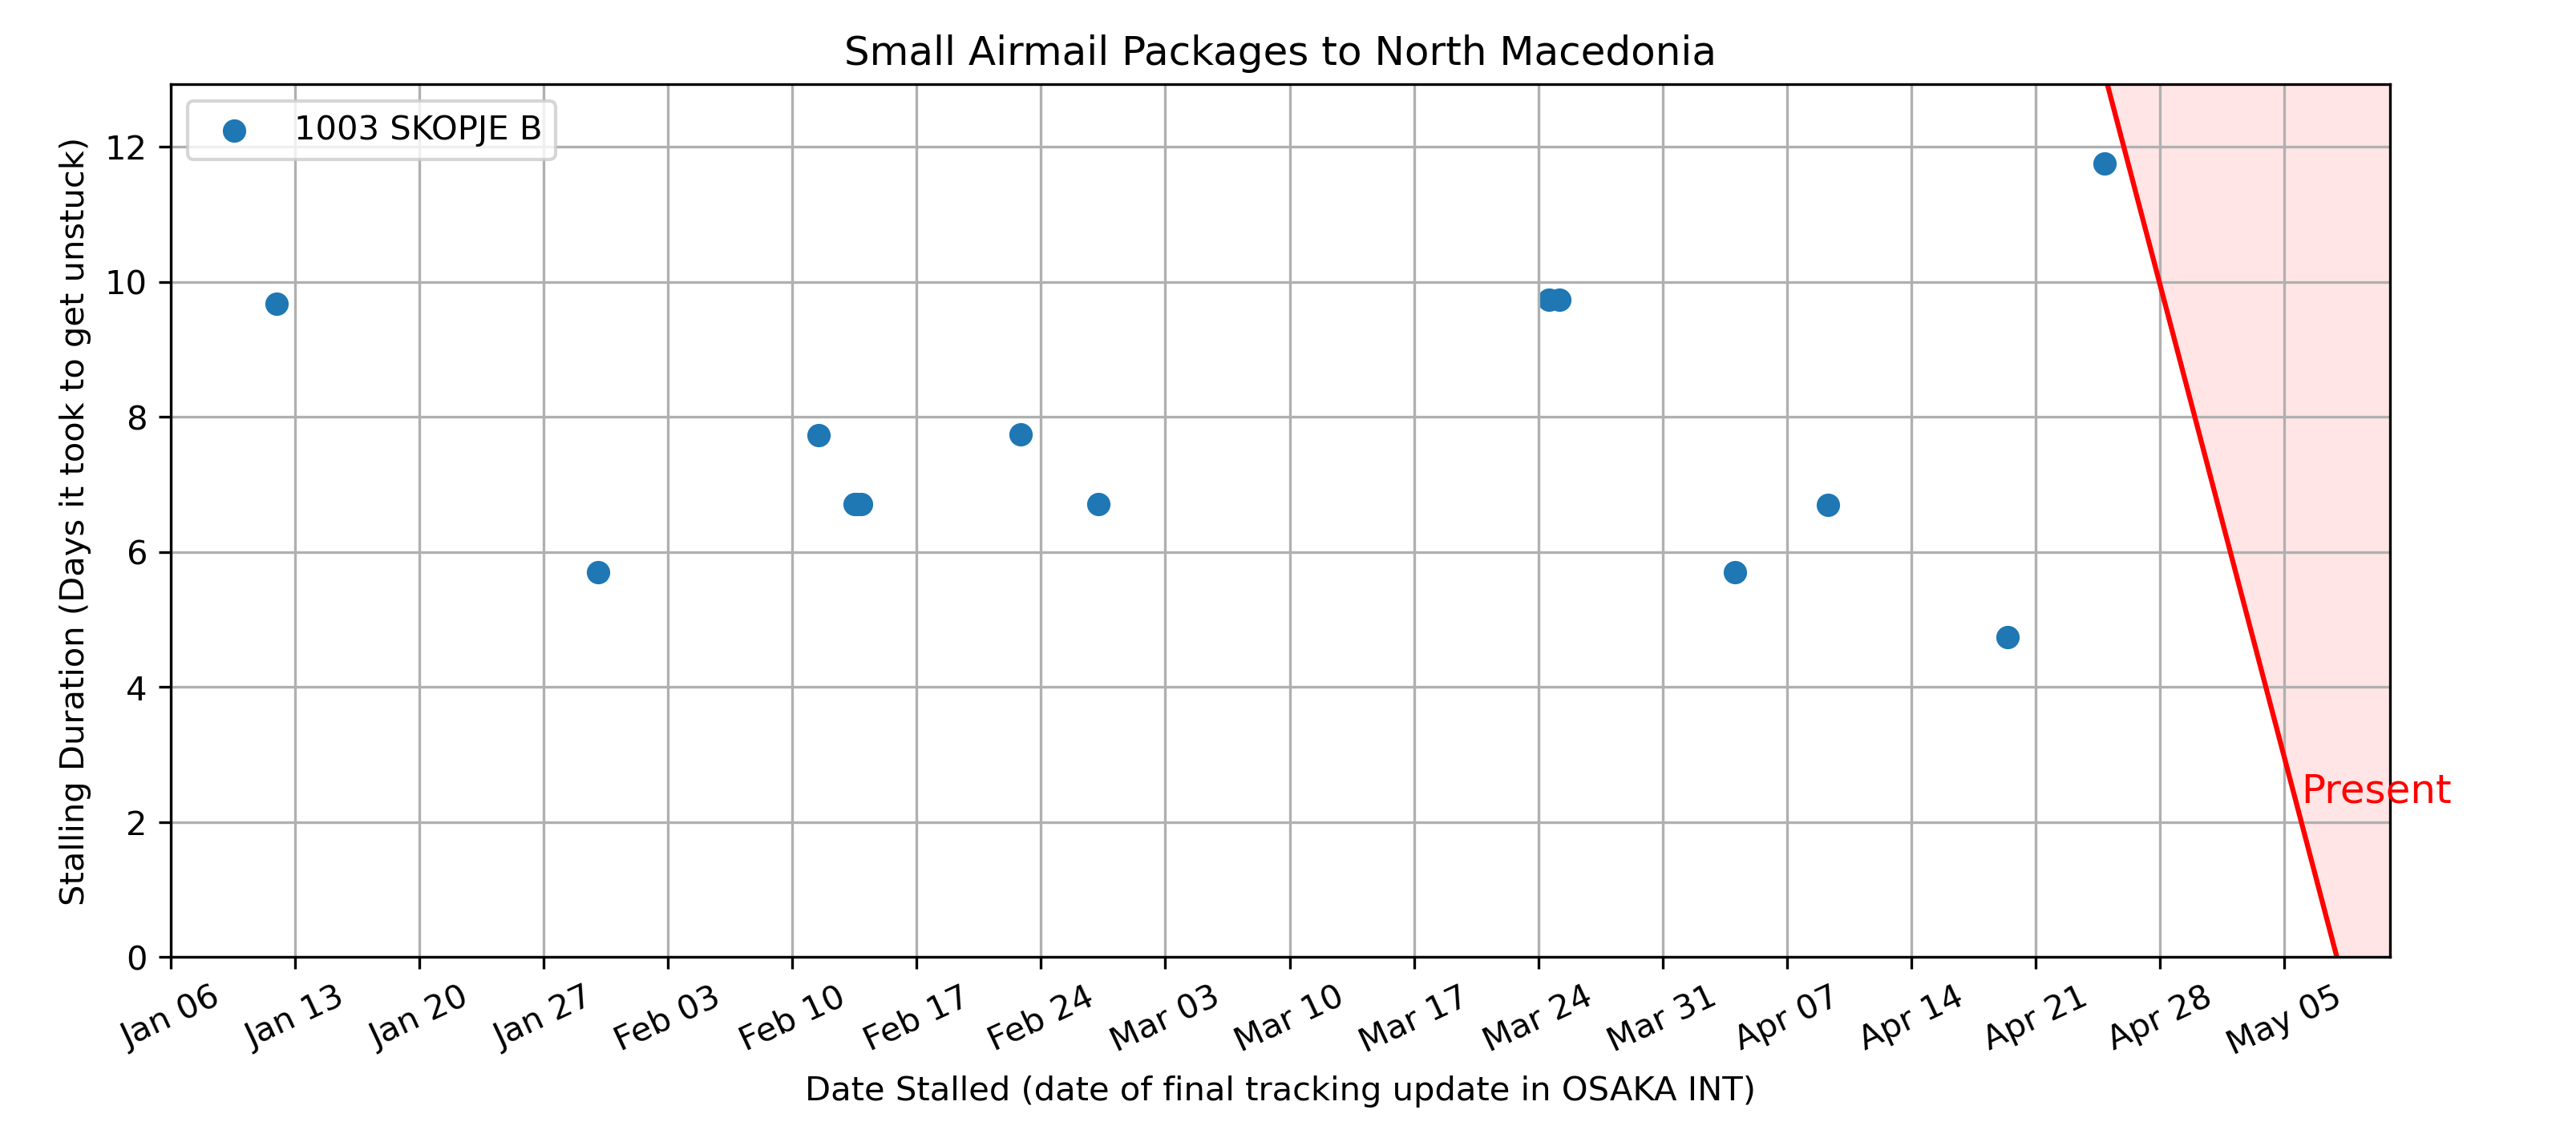 Small Airmail Packages to North Macedonia
1003 SKOPJE B
Stalling Duration (Days it took to get unstuck)
12
10
8
6
4
2
0
Present
Jan 06
Jan 13
Jan 20
Jan 27
Feb 03
Feb 10
Feb 17
Feb 24
Mar 03
Mar 10
Mar 17
Mar 24
Mar 31
Apr 07
Apr 14
Apr 21
Apr 28
May 05
Date Stalled (date of final tracking update in OSAKA INT)